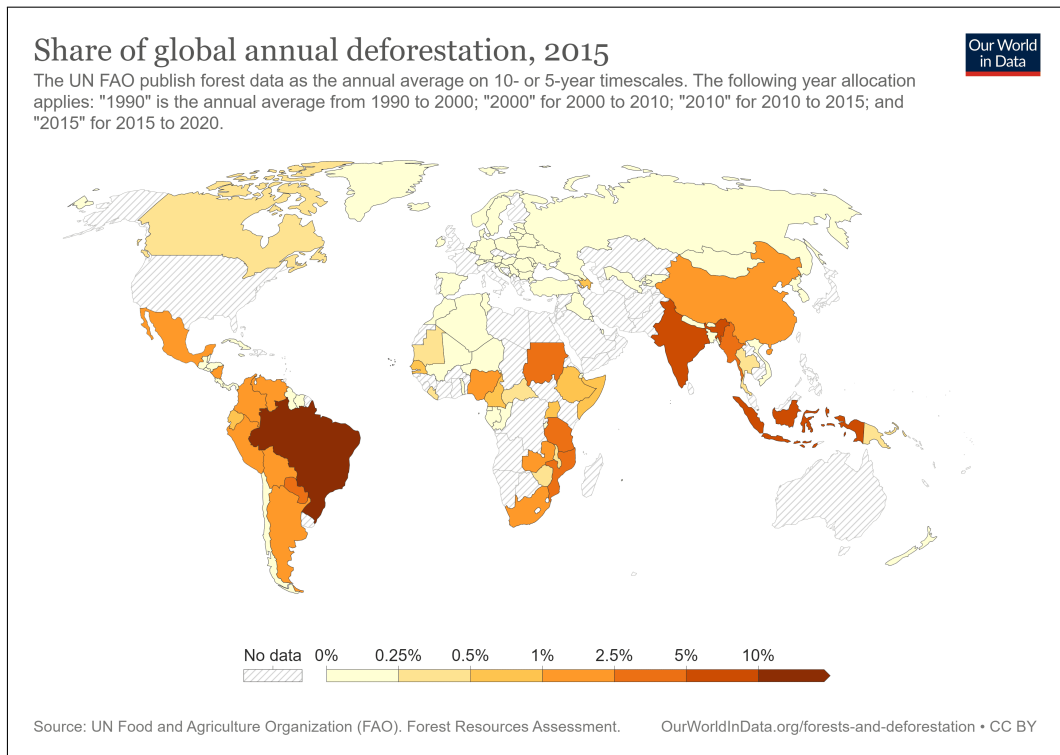 Share of global annual deforestation, 2015
Our World
in Data
The UN FAO publish forest data as the annual average on 10- or 5-year timescales. The following year allocation
applies: "1990" is the annual average from 1990 to 2000; "2000" for 2000 to 2010; "2010" for 2010 to 2015; and
"2015" for 2015 to 2020.
No data 0% 0.25% 0.5% 1% 2.5% 5% 10%
Source: UN Food and Agriculture Organization (FAO). Forest Resources Assessment. OurWorldInData.org/forests-and-deforestation • CC BY